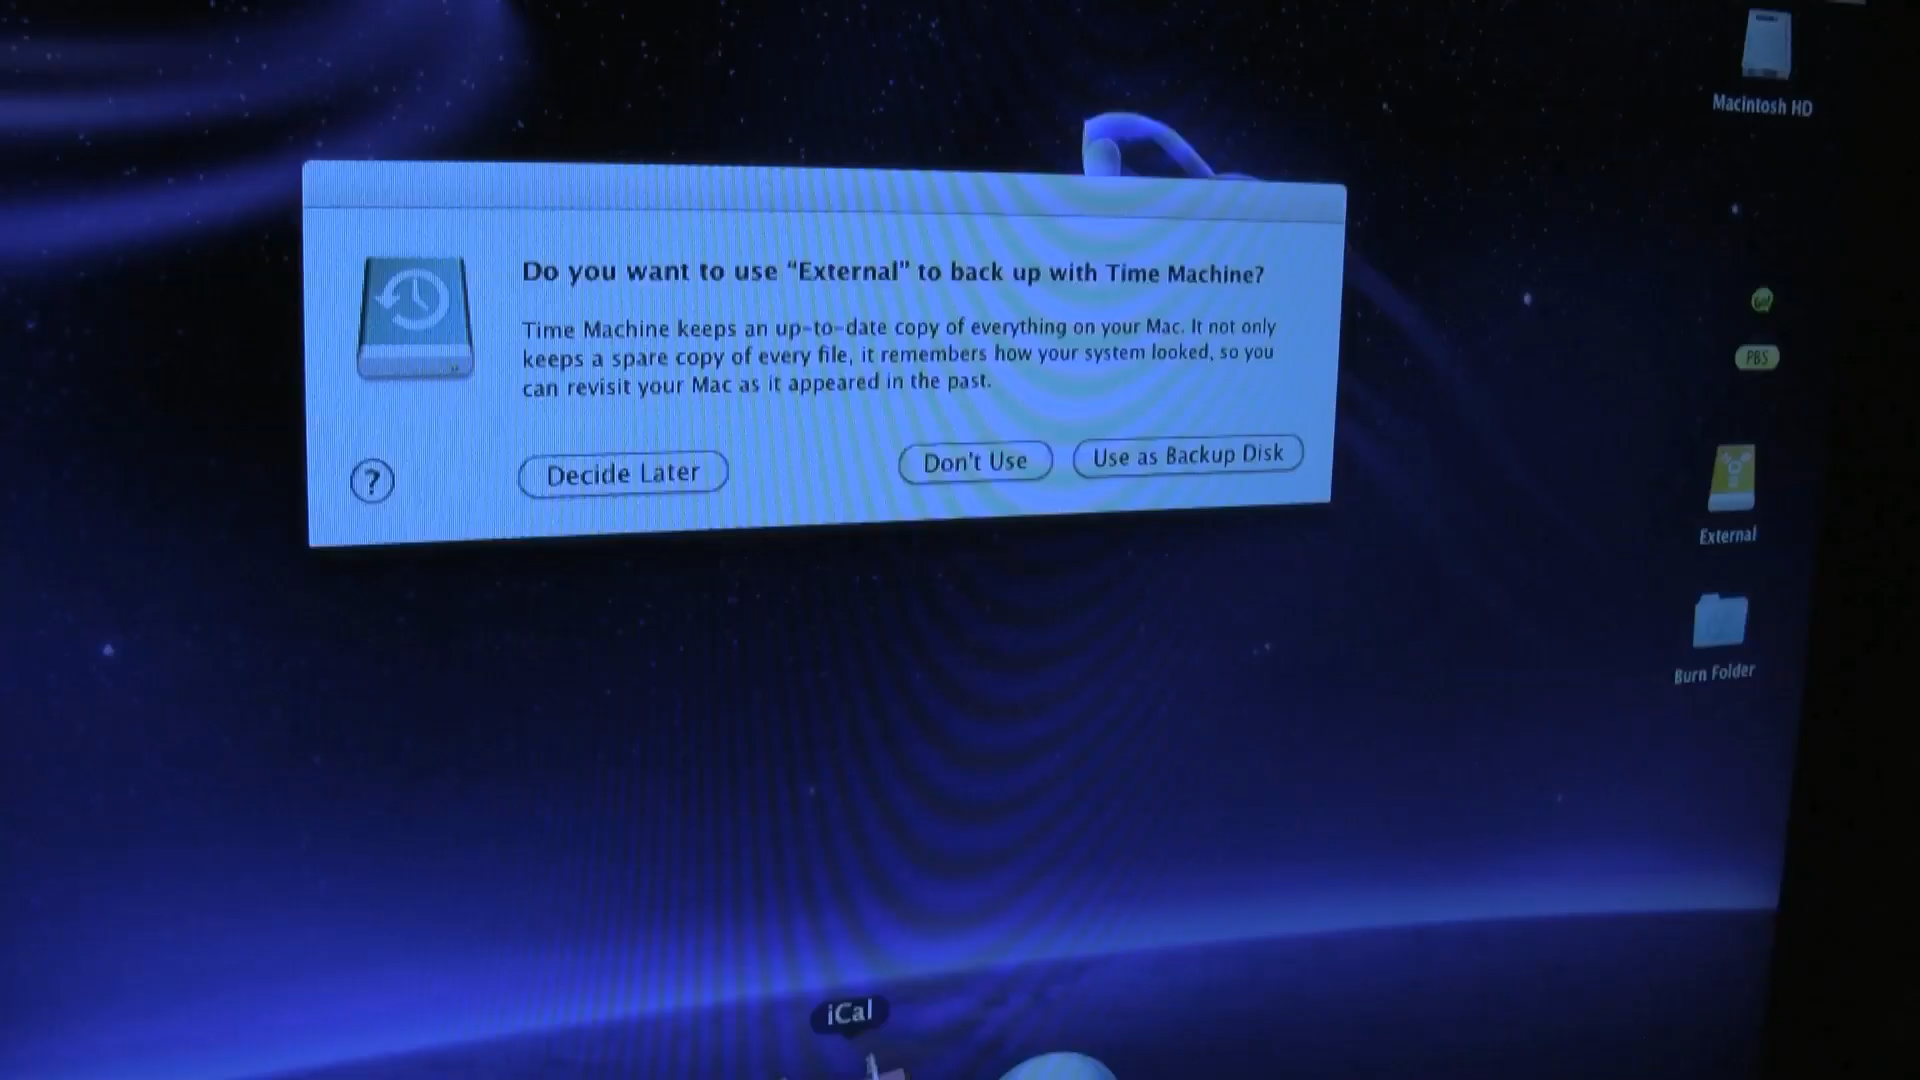 Macintosh HD
Do you want to use “External” to back up with Time Machine?
Time Machine keeps an up-to-date copy of everything on your Mac. It not only
keeps a spare copy of every file, it remembers how your system looked, so you
can revisit your Mac as it appeared in the past.
? Decide Later Don't Use Use as Backup Disk
Go!
PBS
External
Burn Folder
iCal